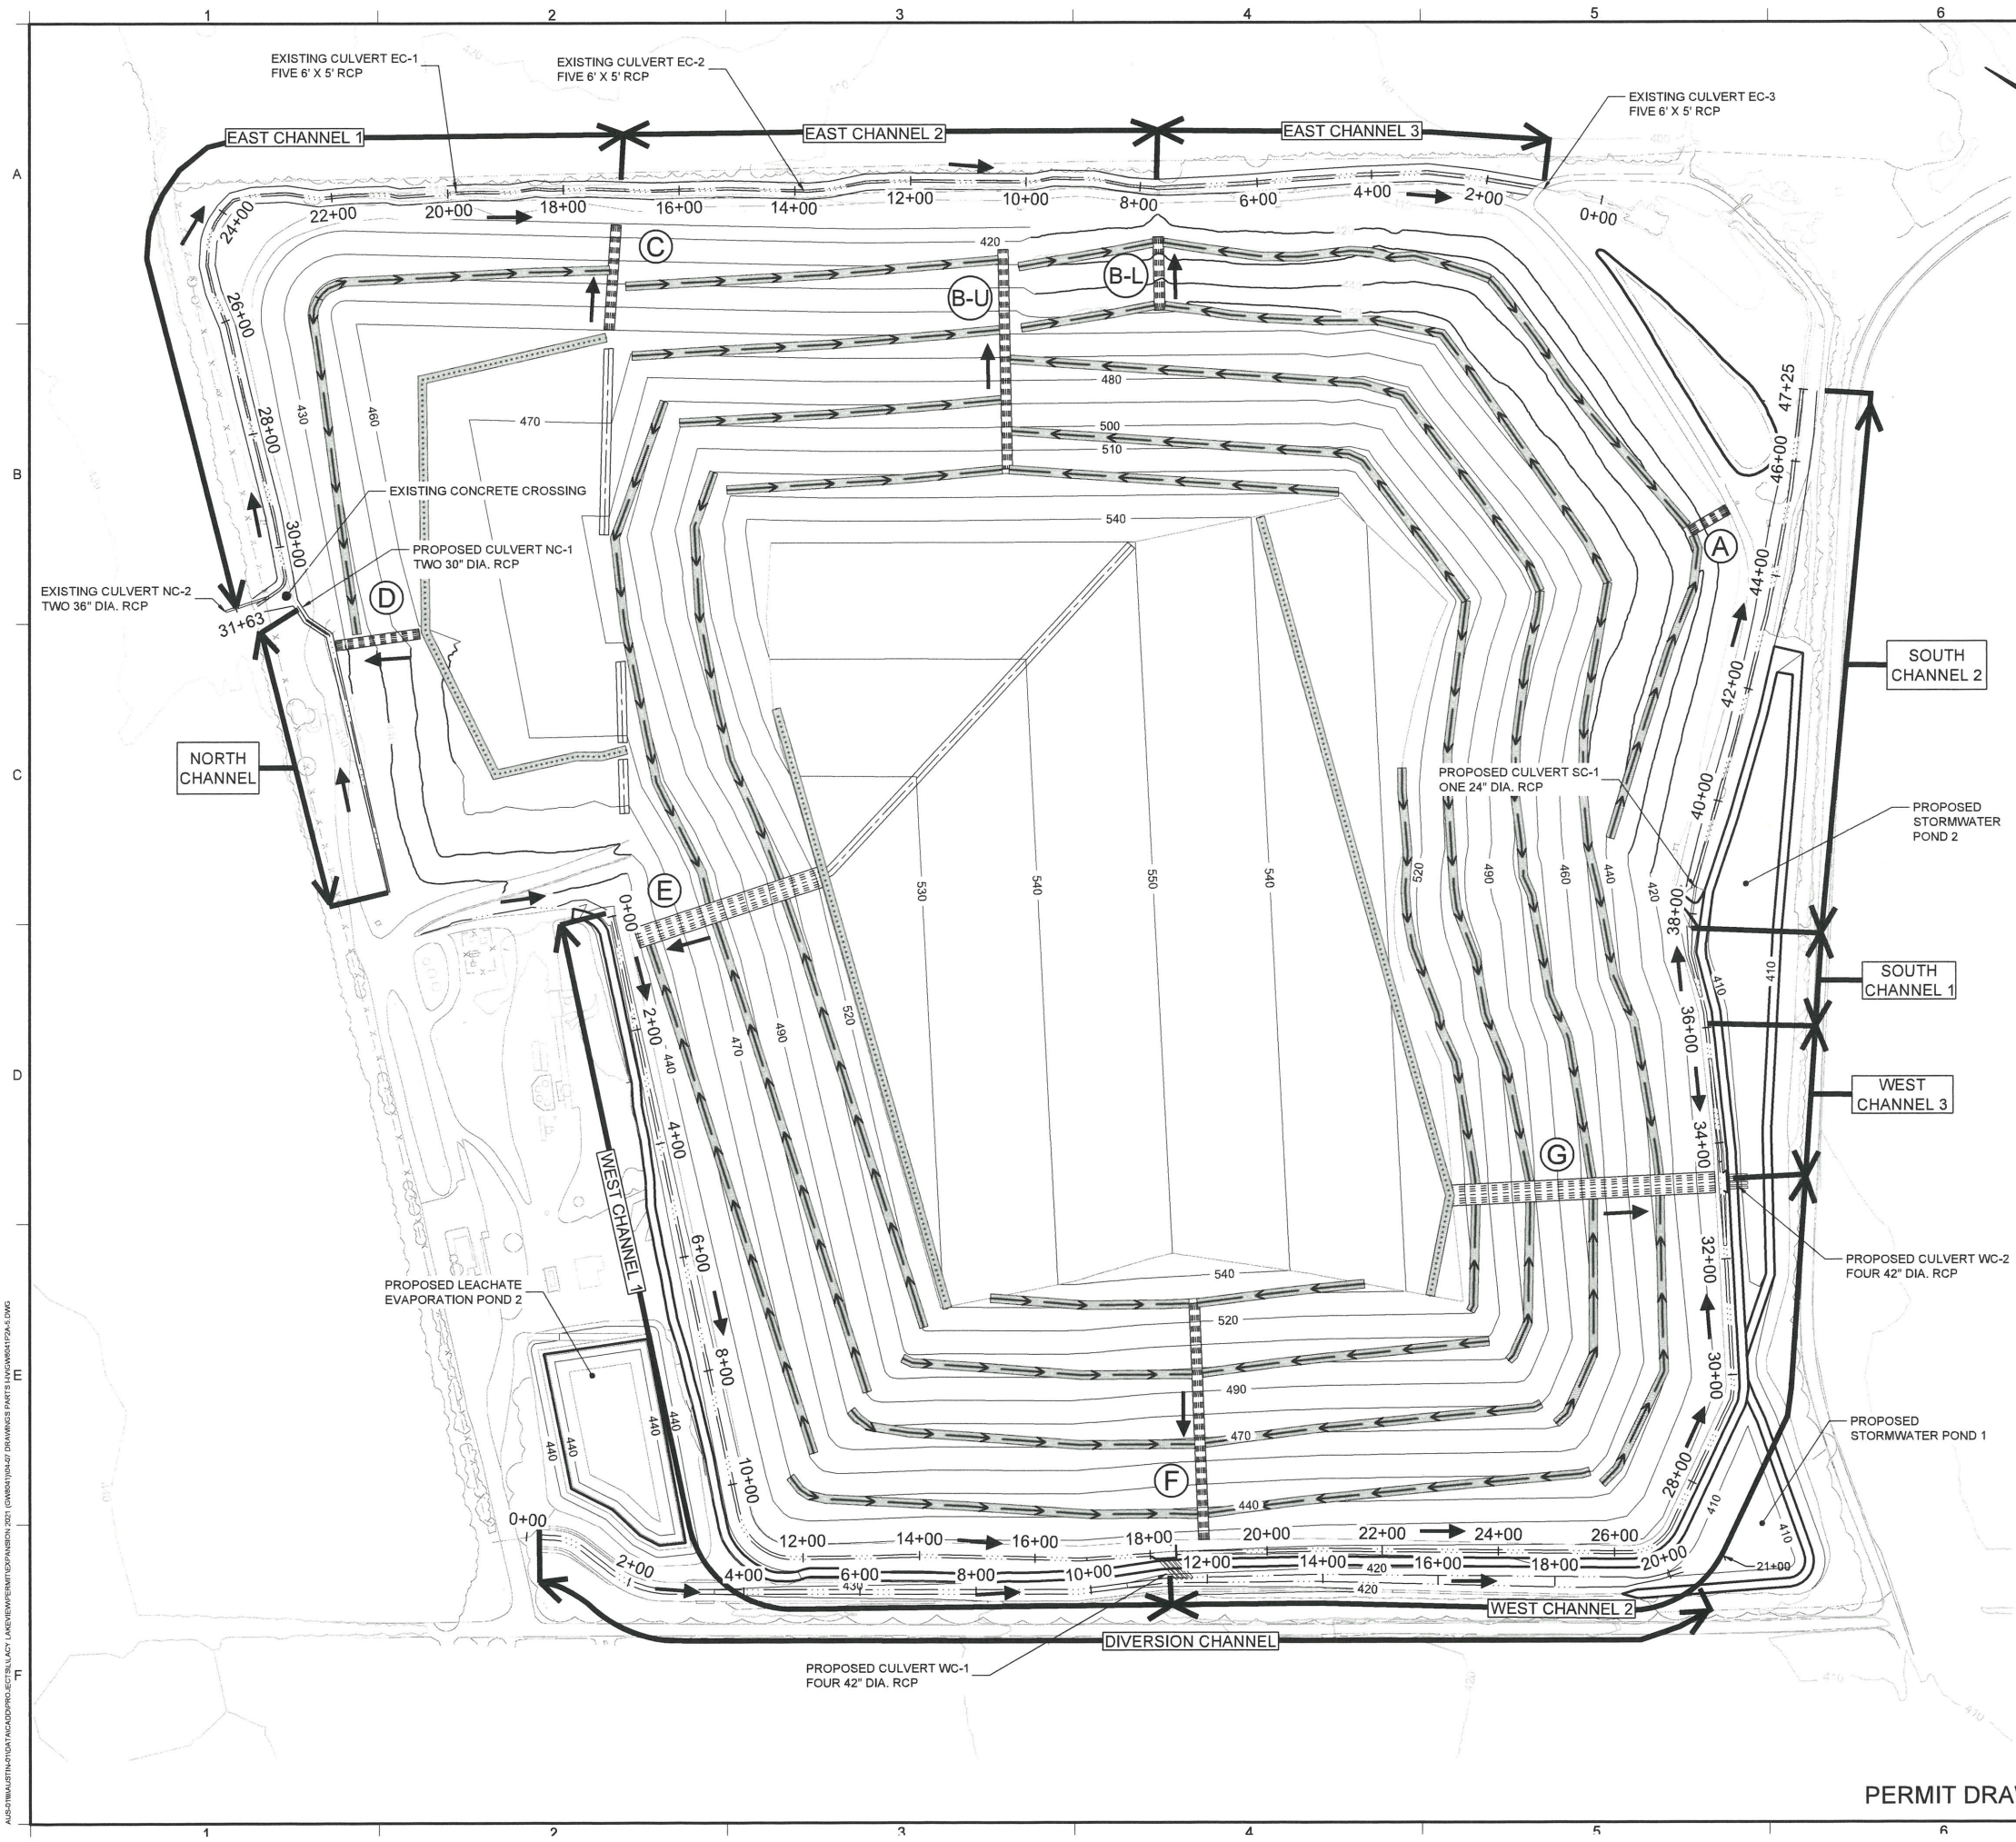 1
2
3
4
5
6
EXISTING CULVERT EC-1
FIVE 6' X 5' RCP
EXISTING CULVERT EC-2
FIVE 6' X 5' RCP
EXISTING CULVERT EC-3
FIVE 6' X 5' RCP
EAST CHANNEL 1
EAST CHANNEL 2
EAST CHANNEL 3
A
24+00
22+00
20+00
18+00
16+00
14+00
12+00
10+00
8+00
6+00
4+00
2+00
0+00
C
420
B-U
B-L
26+00
28+00
30+00
430
460
470
480
500
510
540
47+25
46+00
44+00
42+00
40+00
38+00
B
EXISTING CONCRETE CROSSING
PROPOSED CULVERT NC-1
TWO 30" DIA. RCP
EXISTING CULVERT NC-2
TWO 36" DIA. RCP
31+63
D
A
SOUTH
CHANNEL 2
NORTH
CHANNEL
C
PROPOSED CULVERT SC-1
ONE 24" DIA. RCP
PROPOSED
STORMWATER
POND 2
E
530
540
550
540
520
490
460
440
420
410
410
SOUTH
CHANNEL 1
0+00
2+00
4+00
6+00
8+00
10+00
440
470
490
520
36+00
34+00
32+00
30+00
28+00
D
WEST
CHANNEL 3
WEST CHANNEL 1
G
PROPOSED CULVERT WC-2
FOUR 42" DIA. RCP
PROPOSED LEACHATE
EVAPORATION POND 2
440
440
440
440
540
520
490
470
440
F
E
PROPOSED
STORMWATER POND 1
410
410
0+00
2+00
12+00
14+00
16+00
18+00
20+00
22+00
24+00
26+00
4+00
6+00
8+00
10+00
12+00
14+00
16+00
18+00
20+00
21+00
430
420
420
WEST CHANNEL 2
DIVERSION CHANNEL
PROPOSED CULVERT WC-1
FOUR 42" DIA. RCP
F
410
PERMIT DRA
1
2
3
4
5
6